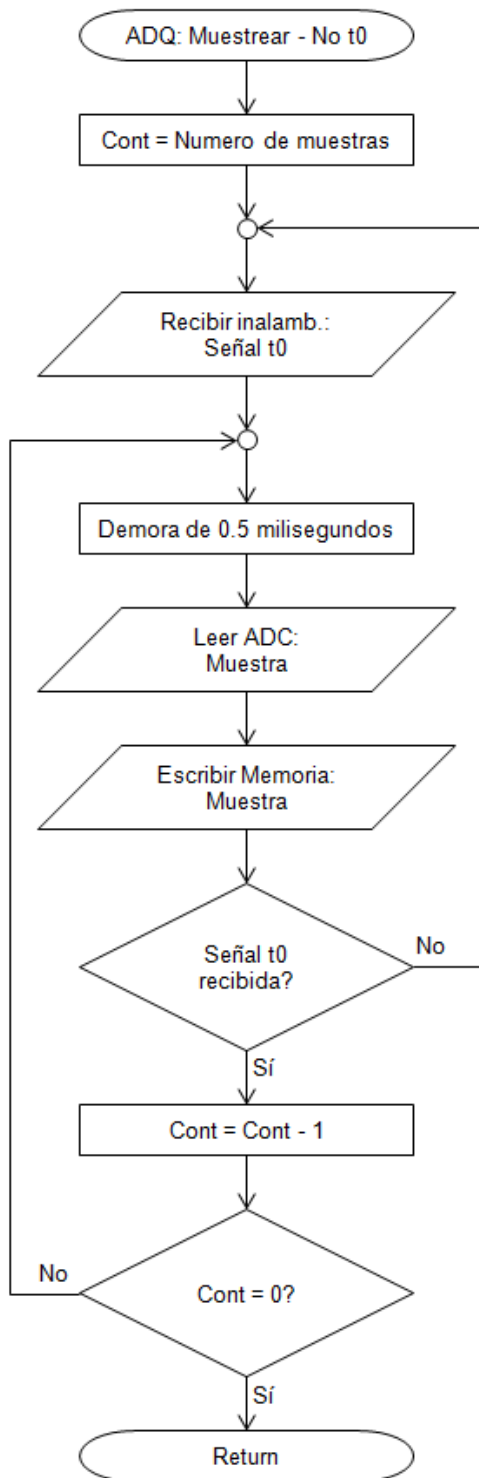 ADQ: Muestrear - No t0
Cont = Numero de muestras
Recibir inalamb.:
Señal t0
Demora de 0.5 milisegundos
Leer ADC:
Muestra
Escribir Memoria:
Muestra
Señal t0
recibida?
No
Sí
Cont = Cont - 1
No
Cont = 0?
Sí
Return